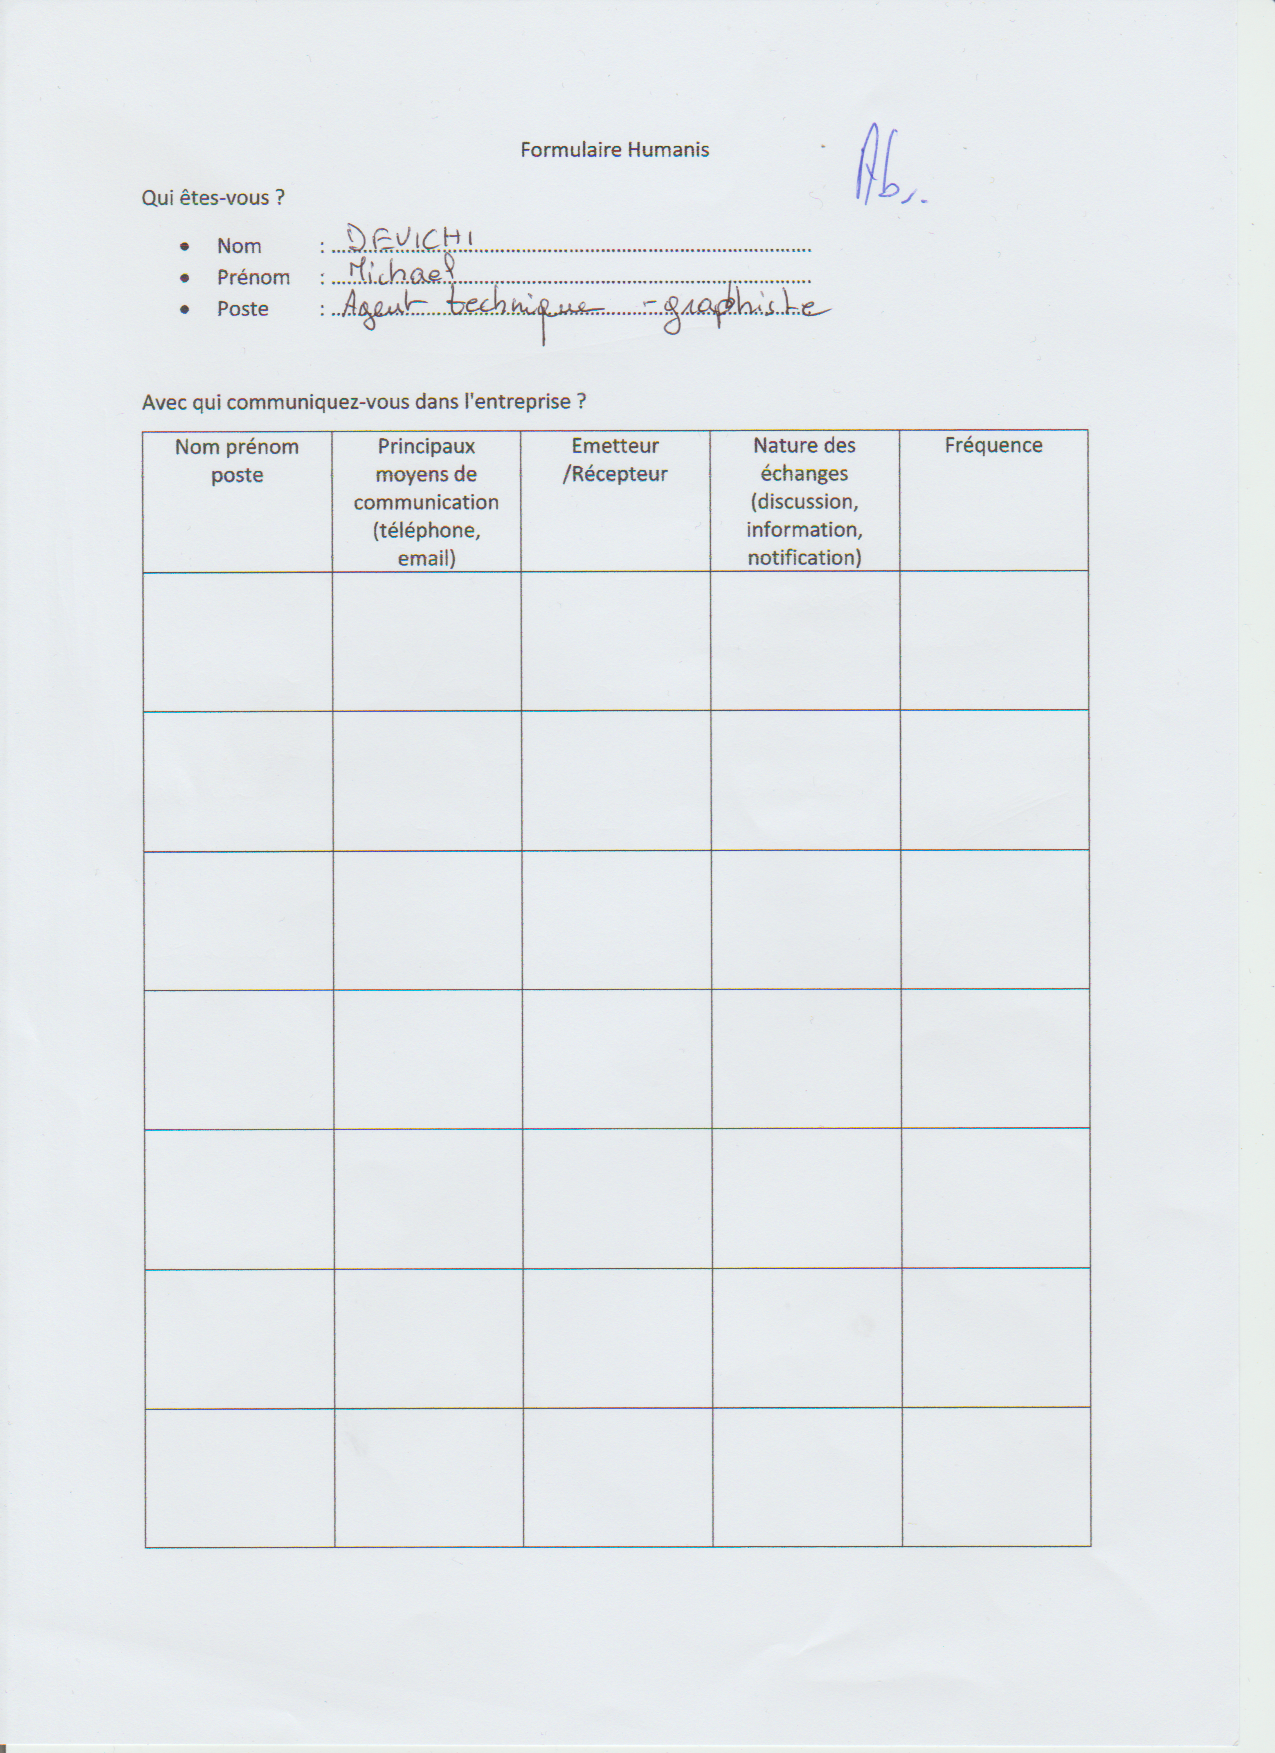 Formulaire Humanis
Ab.
Qui êtes-vous ?
• Nom : DEVICHI
• Prénom : Michael
• Poste : Agent technique - graphiste
Avec qui communiquez-vous dans l'entreprise ?
Nom prénom
poste
Principaux
moyens de
communication
(téléphone,
email)
Emetteur
/Récepteur
Nature des
échanges
(discussion,
information,
notification)
Fréquence